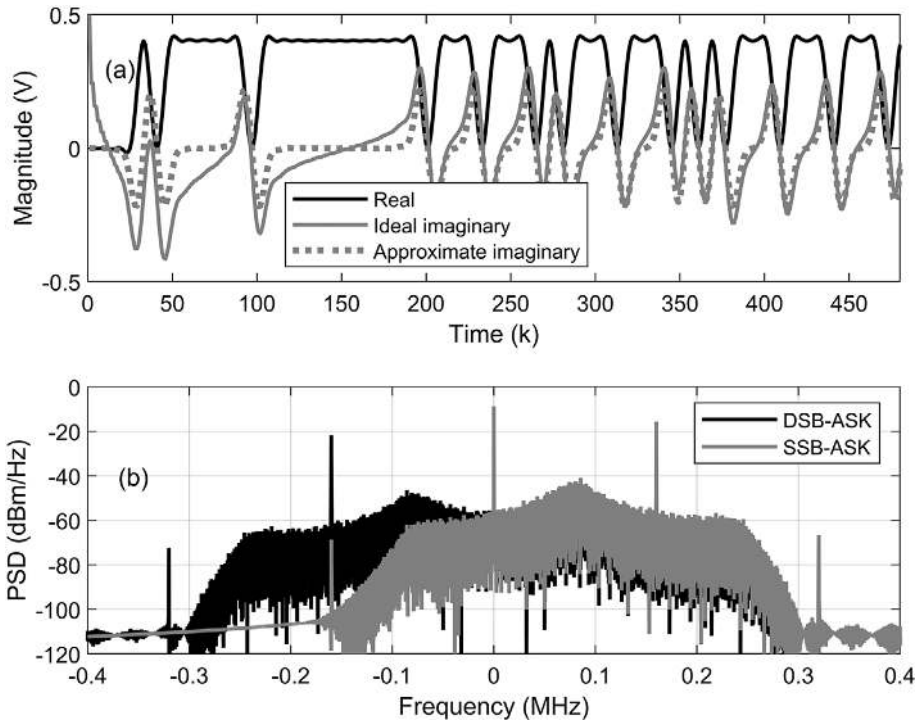 0.5
(a)
Magnitude (V)
0
Real
Ideal imaginary
Approximate imaginary
-0.5
0 50 100 150 200 250 300 350 400 450
Time (k)
0
DSB-ASK
SSB-ASK
-20
(b)
-40
PSD (dBm/Hz)
-60
-80
-100
-120
-0.4 -0.3 -0.2 -0.1 0 0.1 0.2 0.3 0.4
Frequency (MHz)